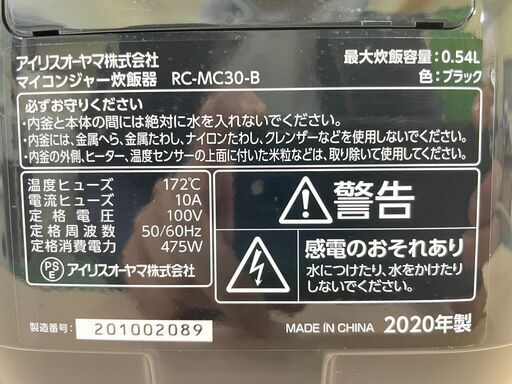 アイリスオーヤマ株式会社
最大炊飯容量:0.54L
マイコンジャー炊飯器 RC-MC30-B
色:ブラック
必ずお守りください
・内釜と本体の間には絶対に水を入れないでください。
・内釜には、金属へら、金属たわし、ナイロンたわし、クレンザーなどを使用しないでください。
・内釜の外側、ヒーター、温度センサーの上面に付いた米粒などは、取り除いて使用してください。
温度ヒューズ 172℃
電流ヒューズ 10A
定格電圧 100V
定格周波数 50/60Hz
定格消費電力 475W
PSE アイリスオーヤマ株式会社
警告
感電のおそれあり
水につけたり、水をかけたり
しないでください。
製造番号: 201002089
MADE IN CHINA 2020年製